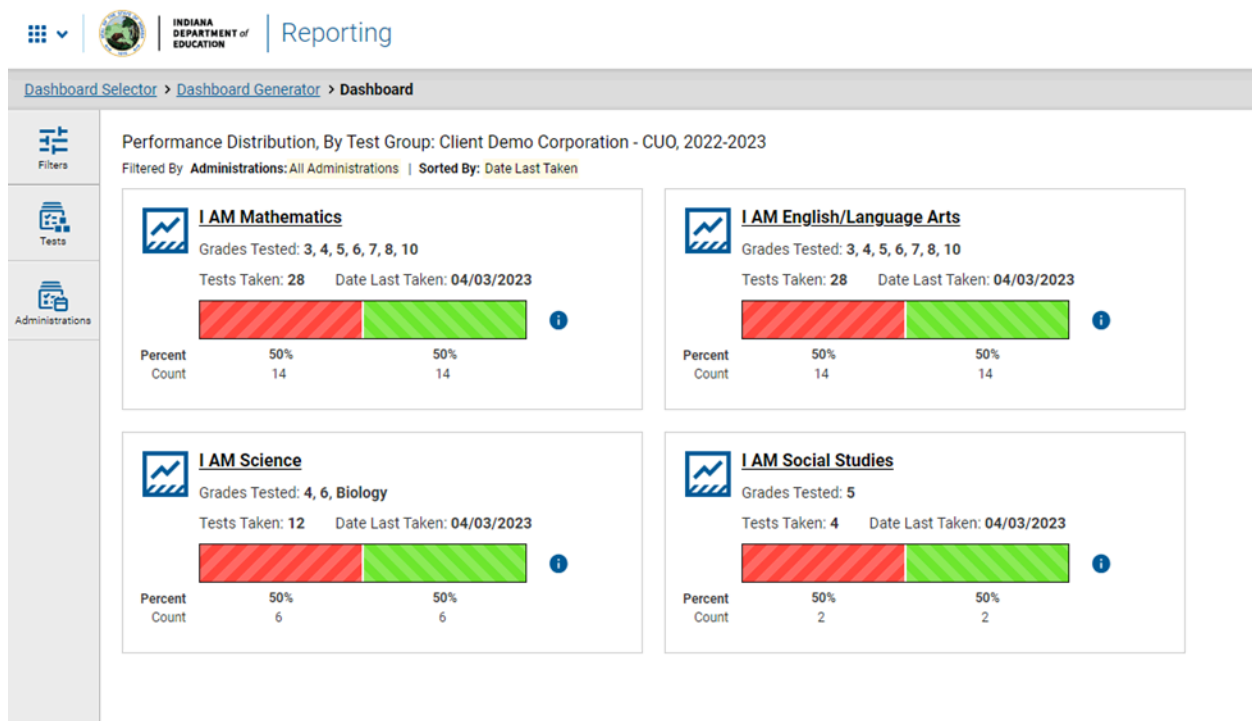 INDIANA
DEPARTMENT of
EDUCATION
Reporting
Dashboard Selector > Dashboard Generator > Dashboard
Filters
Tests
Administrations
Performance Distribution, By Test Group: Client Demo Corporation - CUO, 2022-2023
Filtered By Administrations: All Administrations | Sorted By: Date Last Taken
I AM Mathematics
Grades Tested: 3, 4, 5, 6, 7, 8, 10
Tests Taken: 28 Date Last Taken: 04/03/2023
Percent 50% 50%
Count 14 14
I AM English/Language Arts
Grades Tested: 3, 4, 5, 6, 7, 8, 10
Tests Taken: 28 Date Last Taken: 04/03/2023
Percent 50% 50%
Count 14 14
I AM Science
Grades Tested: 4, 6, Biology
Tests Taken: 12 Date Last Taken: 04/03/2023
Percent 50% 50%
Count 6 6
I AM Social Studies
Grades Tested: 5
Tests Taken: 4 Date Last Taken: 04/03/2023
Percent 50% 50%
Count 2 2